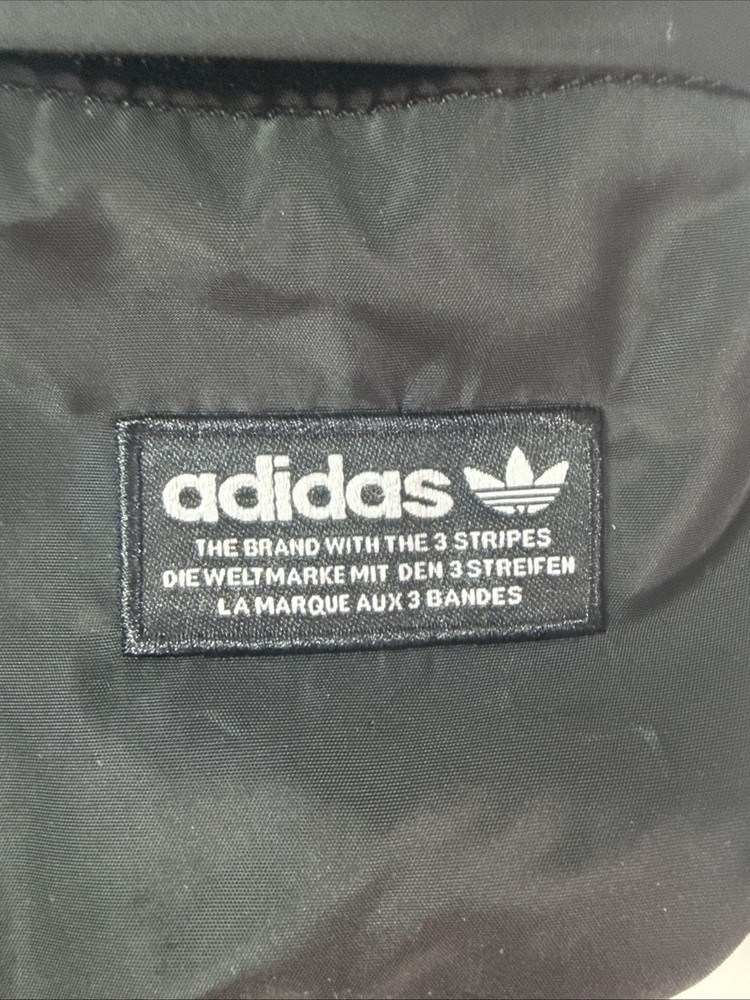 adidas
THE BRAND WITH THE 3 STRIPES
DIE WELTMARKE MIT DEN 3 STREIFEN
LA MARQUE AUX 3 BANDES